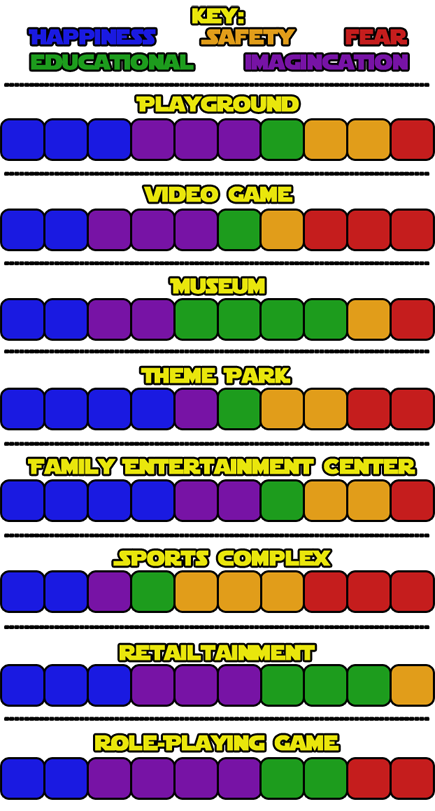 KEY:
HAPPINESS SAFETY FEAR
EDUCATIONAL IMAGINCATION
PLAYGROUND
VIDEO GAME
MUSEUM
THEME PARK
FAMILY ENTERTAINMENT CENTER
SPORTS COMPLEX
RETAILTAINMENT
ROLE-PLAYING GAME